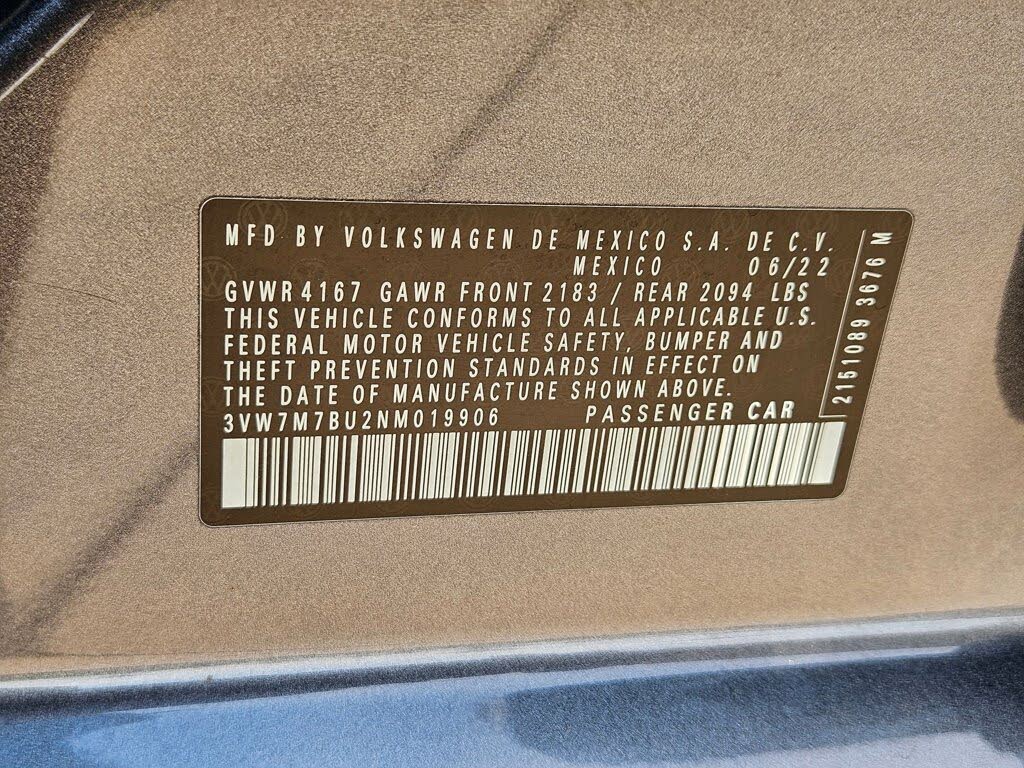 MFD BY VOLKSWAGEN DE MEXICO S.A. DE C.V.
MEXICO 06/22
GVWR 4167 GAWR FRONT 2183 / REAR 2094 LBS
THIS VEHICLE CONFORMS TO ALL APPLICABLE U.S.
FEDERAL MOTOR VEHICLE SAFETY, BUMPER AND
THEFT PREVENTION STANDARDS IN EFFECT ON
THE DATE OF MANUFACTURE SHOWN ABOVE.
3VW7M7BU2NM019906 PASSENGER CAR
2151089 3676 M